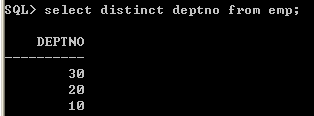 SQL> select distinct deptno from emp;
DEPTNO
----------
30
20
10